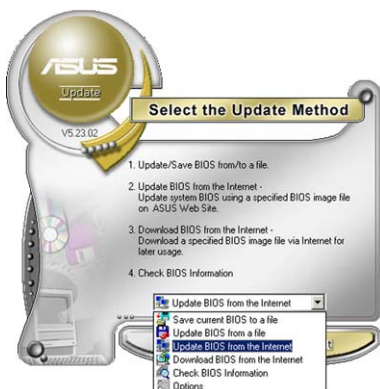 ASUS
Update
V5.23.02
Select the Update Method
1. Update/Save BIOS from/to a file.
2. Update BIOS from the Internet -
Update system BIOS using a specified BIOS image file
on ASUS Web Site.
3. Download BIOS from the Internet -
Download a specified BIOS image file via Internet for
later usage.
4. Check BIOS Information
Update BIOS from the Internet
Save current BIOS to a file
Update BIOS from a file
Update BIOS from the Internet
Download BIOS from the Internet
Check BIOS Information
Options